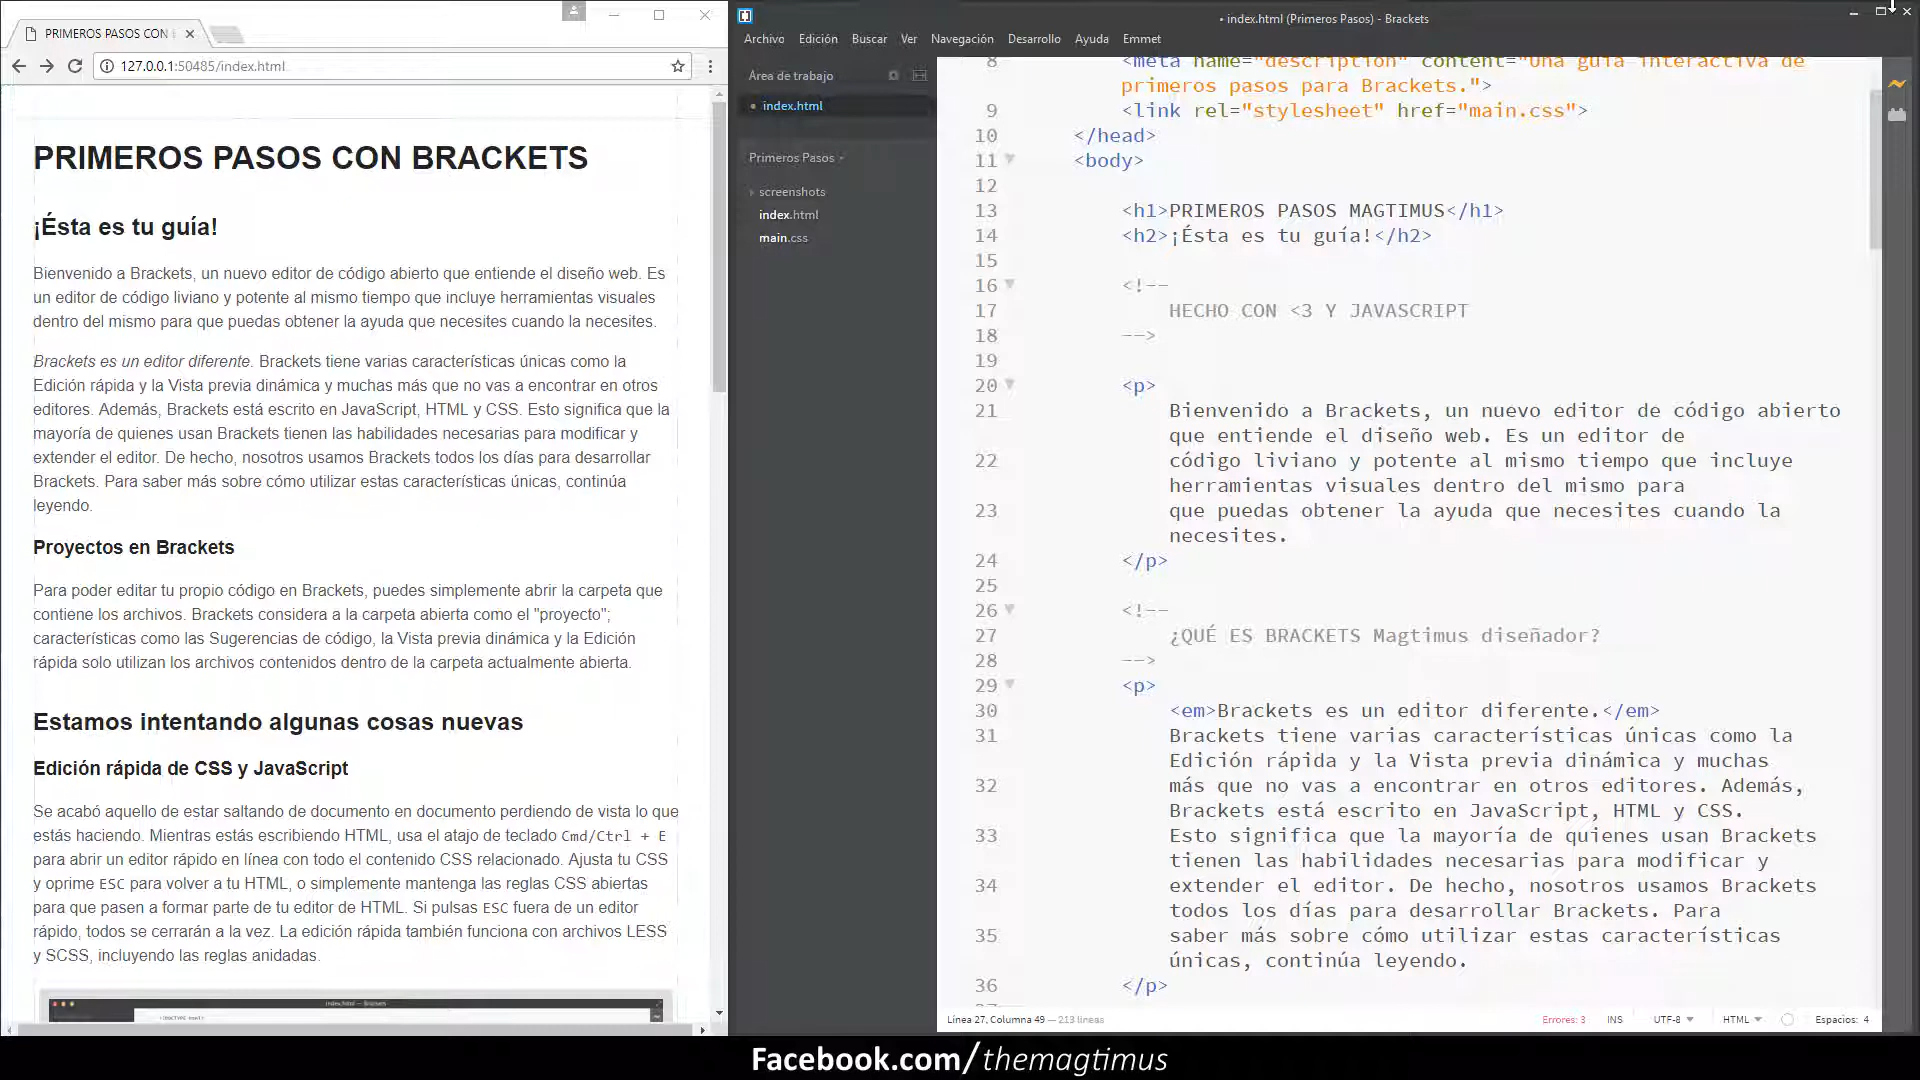 PRIMEROS PASOS CON
127.0.0.1:50485/index.html
PRIMEROS PASOS CON BRACKETS
¡Ésta es tu guía!
Bienvenido a Brackets, un nuevo editor de código abierto que entiende el diseño web. Es
un editor de código liviano y potente al mismo tiempo que incluye herramientas visuales
dentro del mismo para que puedas obtener la ayuda que necesites cuando la necesites.
Brackets es un editor diferente. Brackets tiene varias características únicas como la
Edición rápida y la Vista previa dinámica y muchas más que no vas a encontrar en otros
editores. Además, Brackets está escrito en JavaScript, HTML y CSS. Esto significa que la
mayoría de quienes usan Brackets tienen las habilidades necesarias para modificar y
extender el editor. De hecho, nosotros usamos Brackets todos los días para desarrollar
Brackets. Para saber más sobre cómo utilizar estas características únicas, continúa
leyendo.
Proyectos en Brackets
Para poder editar tu propio código en Brackets, puedes simplemente abrir la carpeta que
contiene los archivos. Brackets considera a la carpeta abierta como el "proyecto";
características como las Sugerencias de código, la Vista previa dinámica y la Edición
rápida solo utilizan los archivos contenidos dentro de la carpeta actualmente abierta.
Estamos intentando algunas cosas nuevas
Edición rápida de CSS y JavaScript
Se acabó aquello de estar saltando de documento en documento perdiendo de vista lo que
estás haciendo. Mientras estás escribiendo HTML, usa el atajo de teclado Cmd/Ctrl + E
para abrir un editor rápido en línea con todo el contenido CSS relacionado. Ajusta tu CSS
y oprime ESC para volver a tu HTML, o simplemente mantenga las reglas CSS abiertas
para que pasen a formar parte de tu editor de HTML. Si pulsas ESC fuera de un editor
rápido, todos se cerrarán a la vez. La edición rápida también funciona con archivos LESS
y SCSS, incluyendo las reglas anidadas.
index.html — Brackets
• index.html (Primeros Pasos) - Brackets
Archivo Edición Buscar Ver Navegación Desarrollo Ayuda Emmet
Área de trabajo
index.html
Primeros Pasos
screenshots
index.html
main.css
8 <meta name="description" content="Una guía interactiva de
primeros pasos para Brackets.">
9 <link rel="stylesheet" href="main.css">
10 </head>
11 <body>
12
13 <h1>PRIMEROS PASOS MAGTIMUS</h1>
14 <h2>¡Ésta es tu guía!</h2>
15
16 <!--
17 HECHO CON <3 Y JAVASCRIPT
18 -->
19
20 <p>
21 Bienvenido a Brackets, un nuevo editor de código abierto
que entiende el diseño web. Es un editor de
22 código liviano y potente al mismo tiempo que incluye
herramientas visuales dentro del mismo para
23 que puedas obtener la ayuda que necesites cuando la
necesites.
24 </p>
25
26 <!--
27 ¿QUÉ ES BRACKETS Magtimus diseñador?
28 -->
29 <p>
30 <em>Brackets es un editor diferente.</em>
31 Brackets tiene varias características únicas como la
Edición rápida y la Vista previa dinámica y muchas
32 más que no vas a encontrar en otros editores. Además,
Brackets está escrito en JavaScript, HTML y CSS.
33 Esto significa que la mayoría de quienes usan Brackets
tienen las habilidades necesarias para modificar y
34 extender el editor. De hecho, nosotros usamos Brackets
todos los días para desarrollar Brackets. Para
35 saber más sobre cómo utilizar estas características
únicas, continúa leyendo.
36 </p>
Línea 27, Columna 49 — 213 líneas
Errores: 3 INS UTF-8 HTML Espacios: 4
Facebook.com/themagtimus